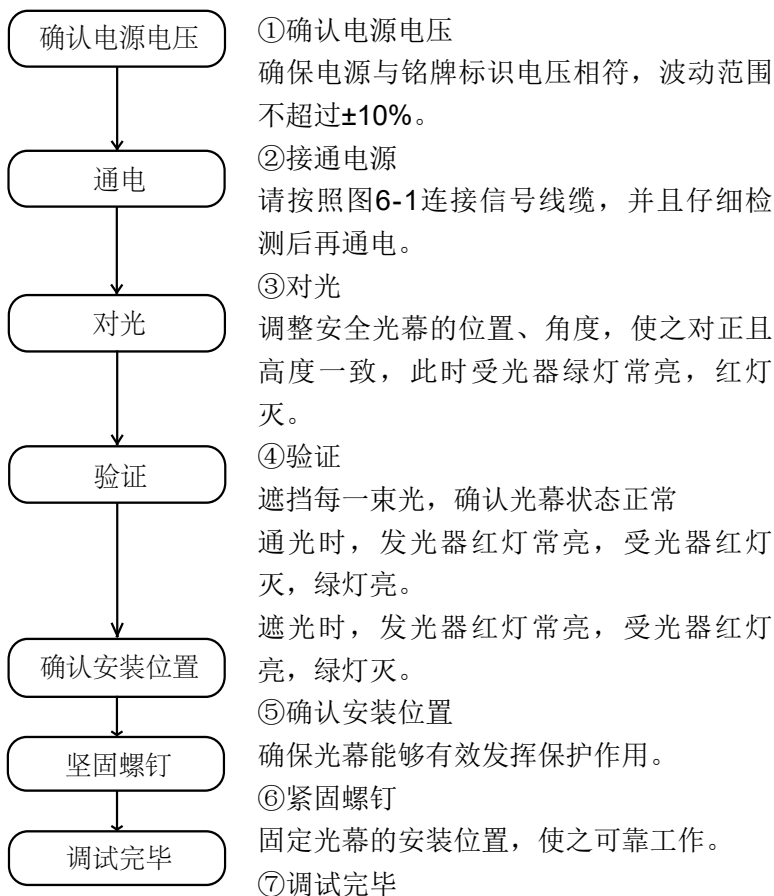 确认电源电压
通电
对光
验证
确认安装位置
坚固螺钉
调试完毕
①确认电源电压
确保电源与铭牌标识电压相符，波动范围
不超过±10%。
②接通电源
请按照图6-1连接信号线缆，并且仔细检
测后再通电。
③对光
调整安全光幕的位置、角度，使之对正且
高度一致，此时受光器绿灯常亮，红灯
灭。
④验证
遮挡每一束光，确认光幕状态正常
通光时，发光器红灯常亮，受光器红灯
灭，绿灯亮。
遮光时，发光器红灯常亮，受光器红灯
亮，绿灯灭。
⑤确认安装位置
确保光幕能够有效发挥保护作用。
⑥紧固螺钉
固定光幕的安装位置，使之可靠工作。
⑦调试完毕